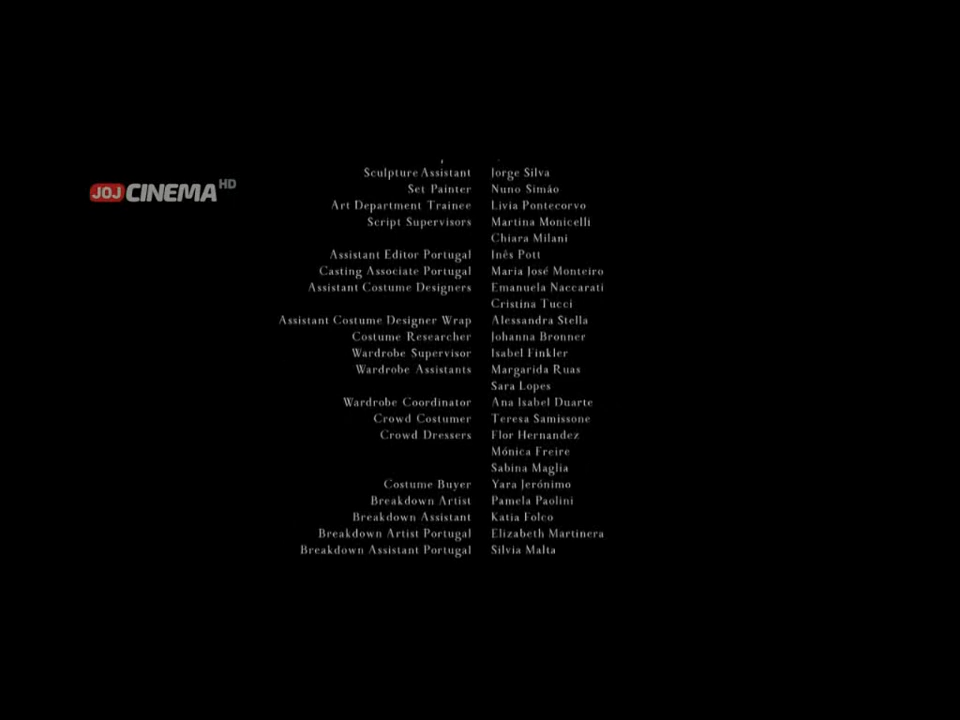 JOJ CINEMA HD
Sculpture Assistant Jorge Silva
Set Painter Nuno Simão
Art Department Trainee Livia Pontecorvo
Script Supervisors Martina Monicelli
Chiara Milani
Assistant Editor Portugal Inês Pott
Casting Associate Portugal Maria José Monteiro
Assistant Costume Designers Emanuela Naccarati
Cristina Tucci
Assistant Costume Designer Wrap Alessandra Stella
Costume Researcher Johanna Bronner
Wardrobe Supervisor Isabel Finkler
Wardrobe Assistants Margarida Ruas
Sara Lopes
Wardrobe Coordinator Ana Isabel Duarte
Crowd Costumer Teresa Samissone
Crowd Dressers Flor Hernandez
Mónica Freire
Sabina Maglia
Costume Buyer Yara Jerónimo
Breakdown Artist Pamela Paolini
Breakdown Assistant Katia Folco
Breakdown Artist Portugal Elizabeth Martinera
Breakdown Assistant Portugal Silvia Malta